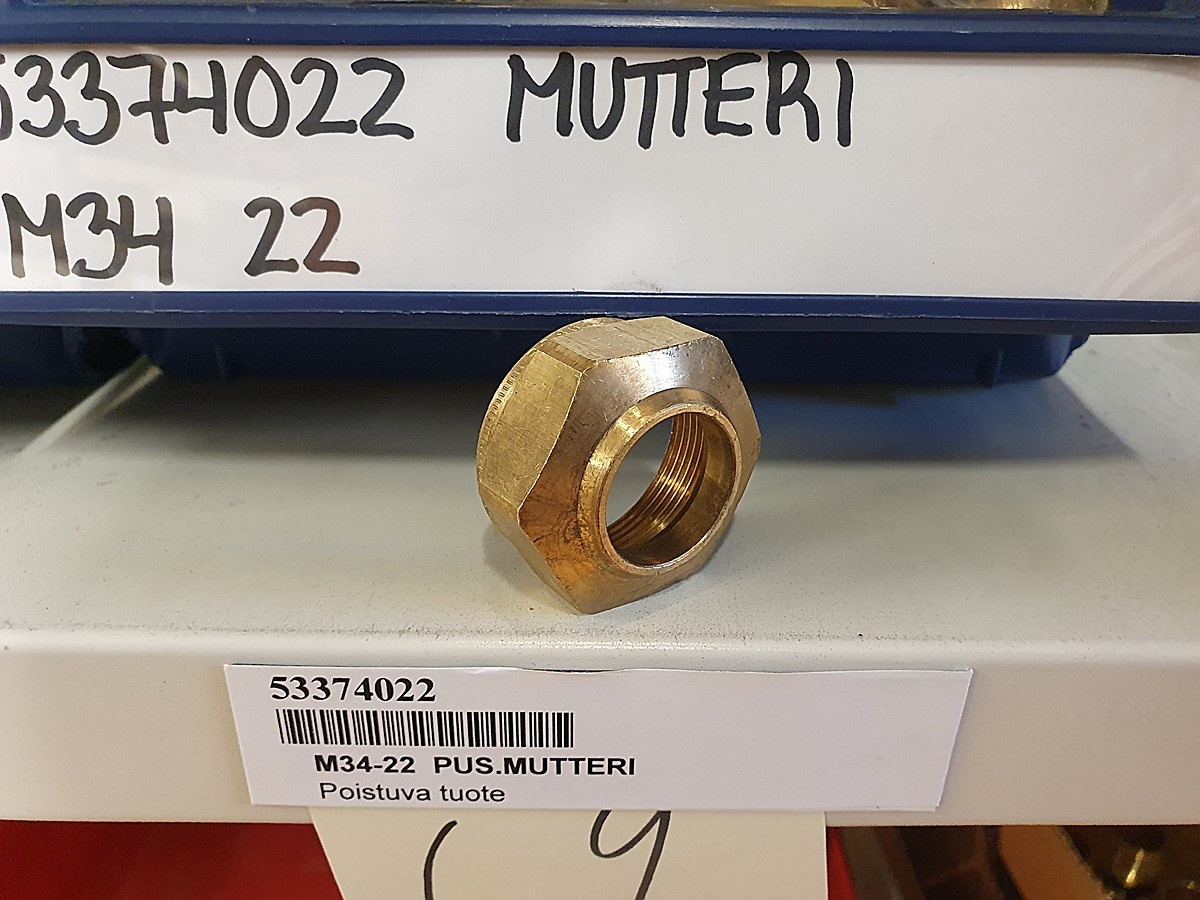 53374022 MUTTERI
M34 22
53374022
M34-22 PUS.MUTTERI
Poistuva tuote